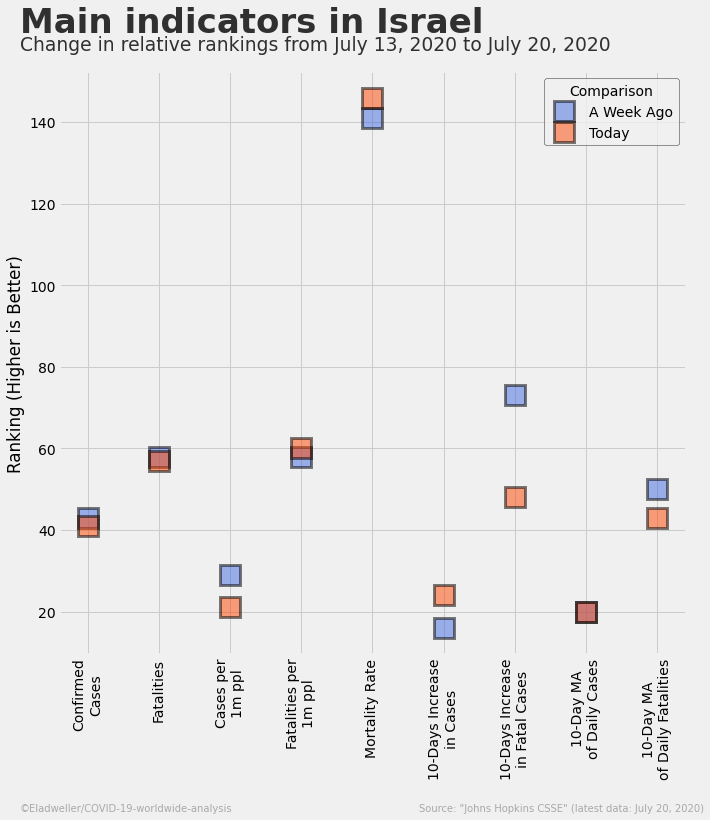 Main indicators in Israel
Change in relative rankings from July 13, 2020 to July 20, 2020
Comparison
A Week Ago
Today
Ranking (Higher is Better)
140
120
100
80
60
40
20
Confirmed
Cases
Fatalities
Cases per
1m ppl
Fatalities per
1m ppl
Mortality Rate
10-Days Increase
in Cases
10-Days Increase
in Fatal Cases
10-Day MA
of Daily Cases
10-Day MA
of Daily Fatalities
©Eladweller/COVID-19-worldwide-analysis
Source: "Johns Hopkins CSSE" (latest data: July 20, 2020)